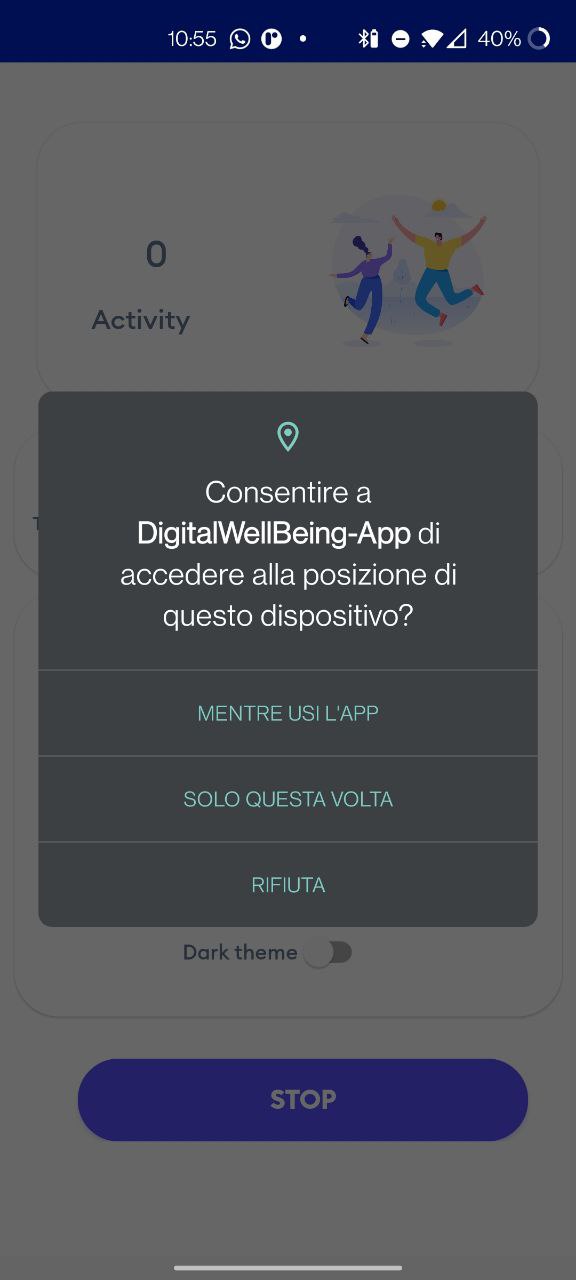 10:55
40%
0
Activity
Consentire a
DigitalWellBeing-App di
accedere alla posizione di
questo dispositivo?
MENTRE USI L'APP
SOLO QUESTA VOLTA
RIFIUTA
Dark theme
STOP